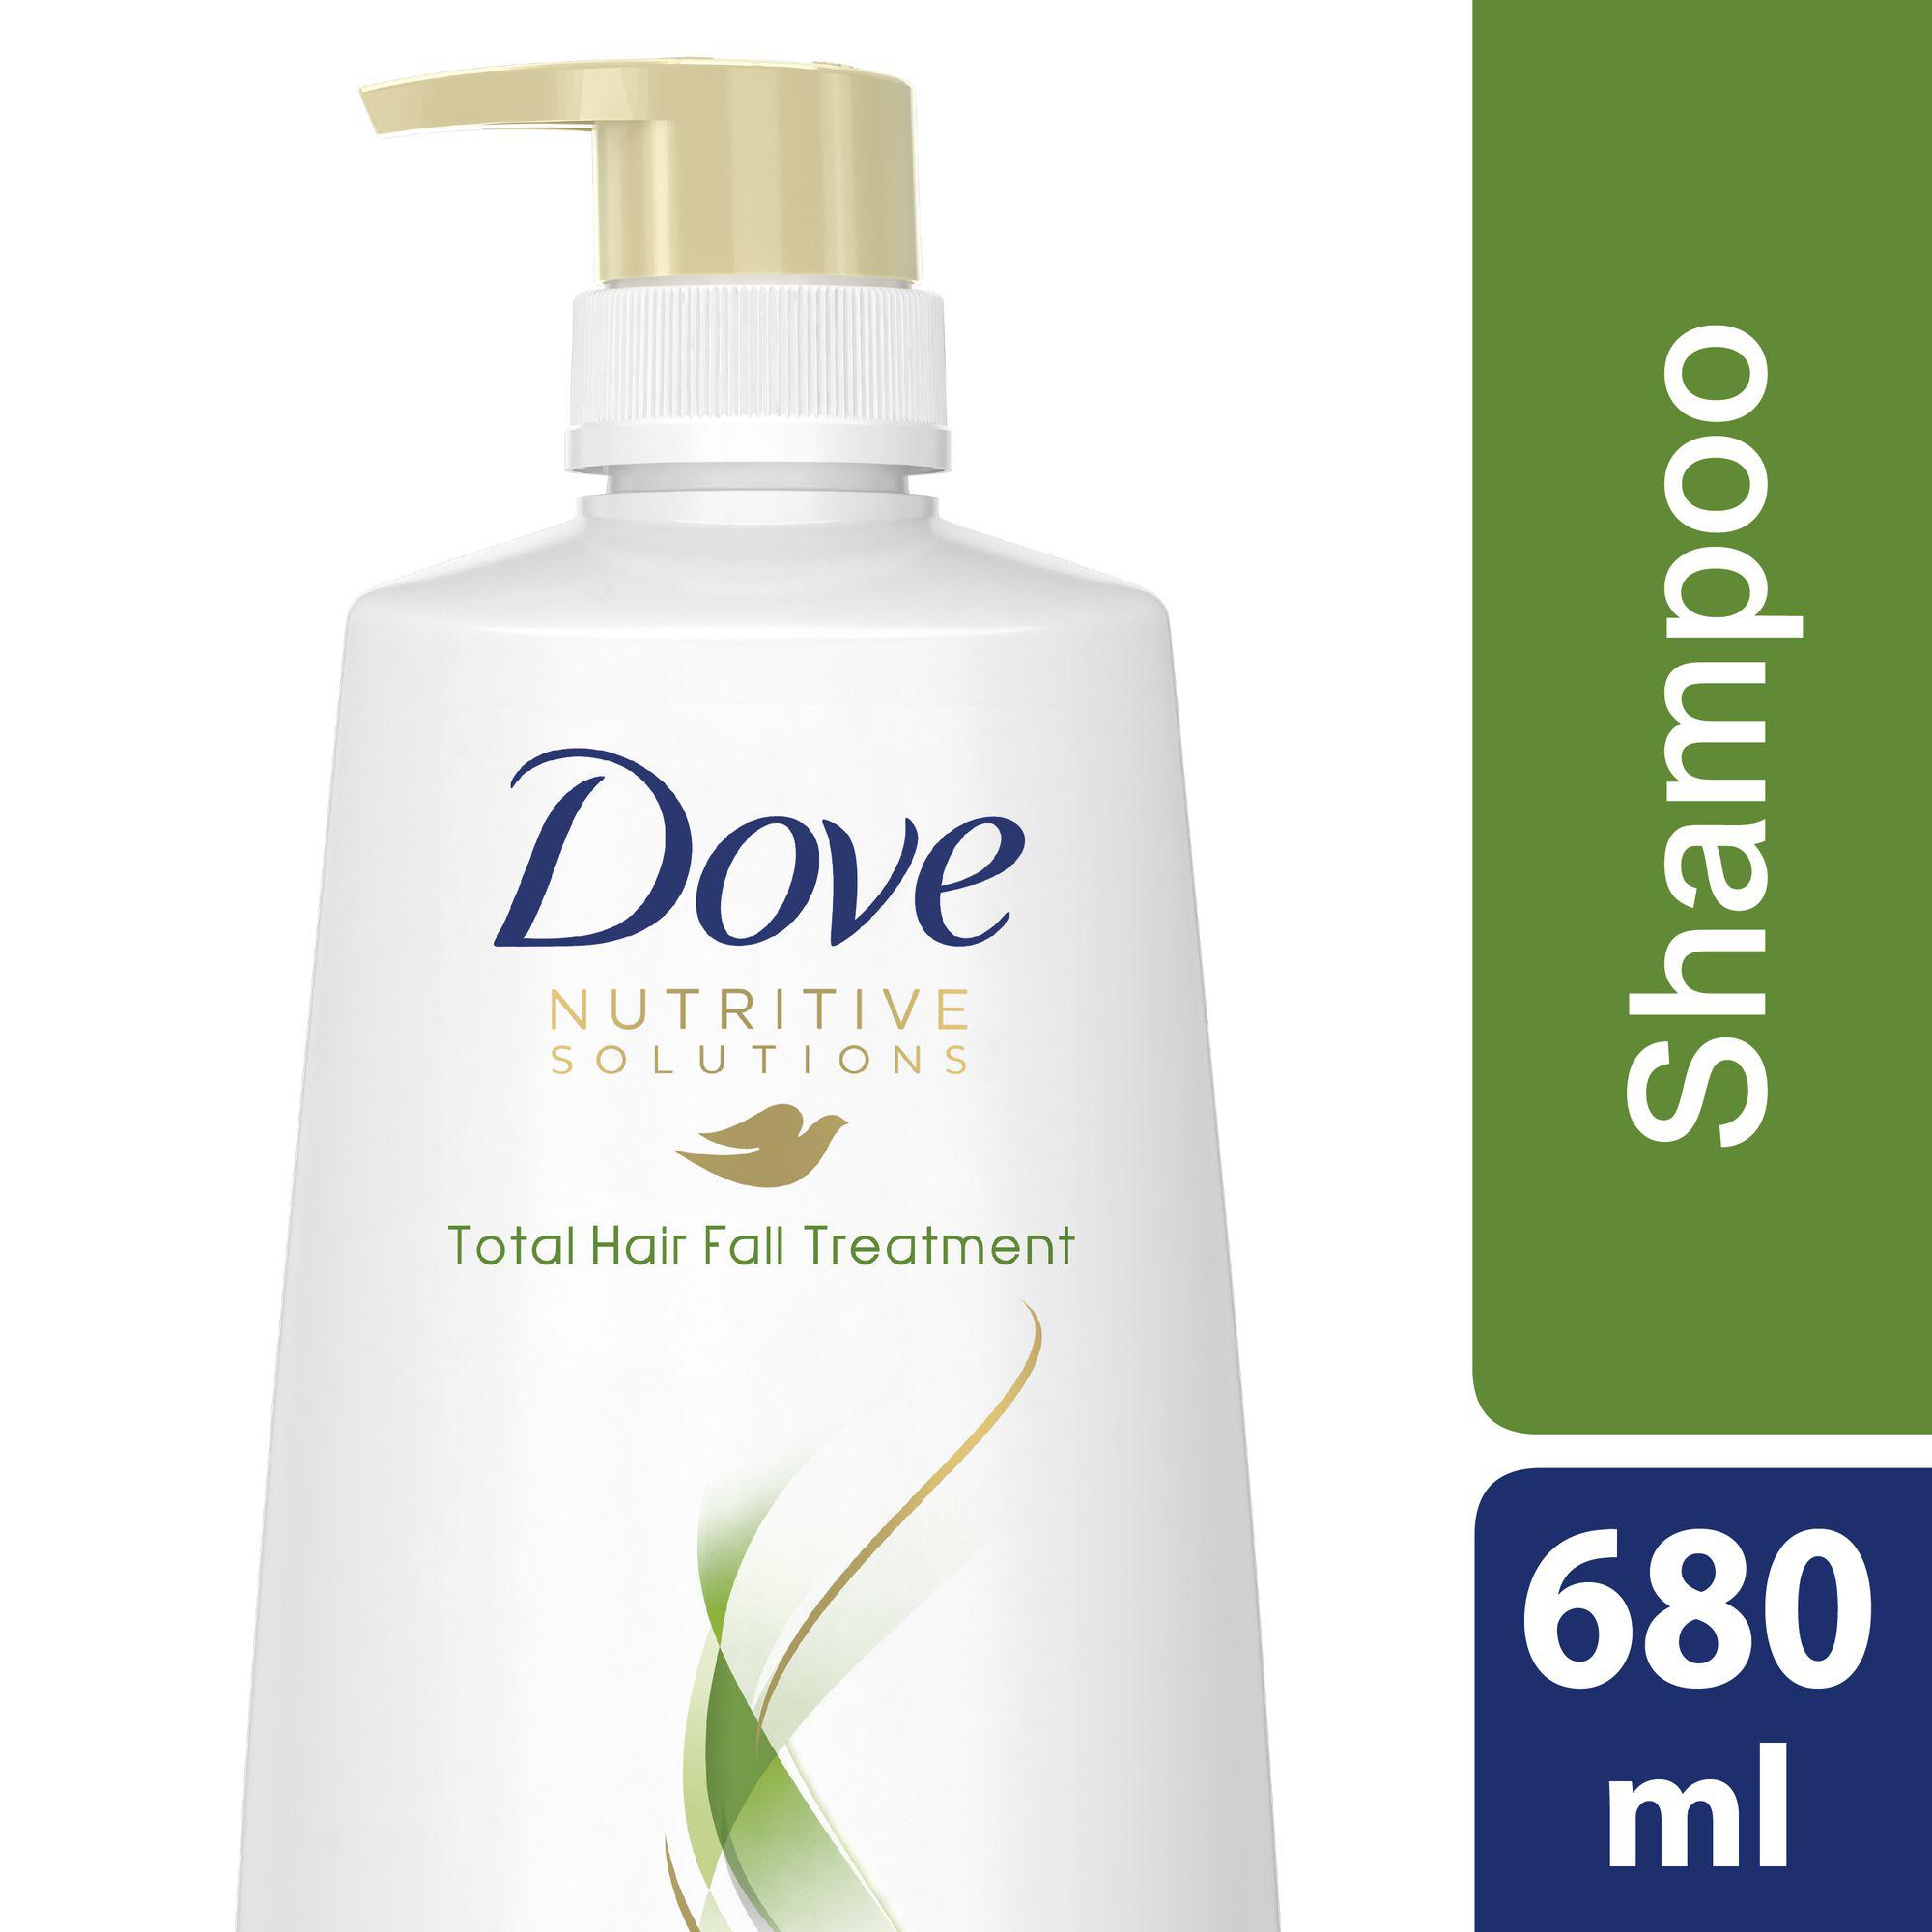 Dove
NUTRITIVE
SOLUTIONS
Total Hair Fall Treatment
Shampoo
680
ml